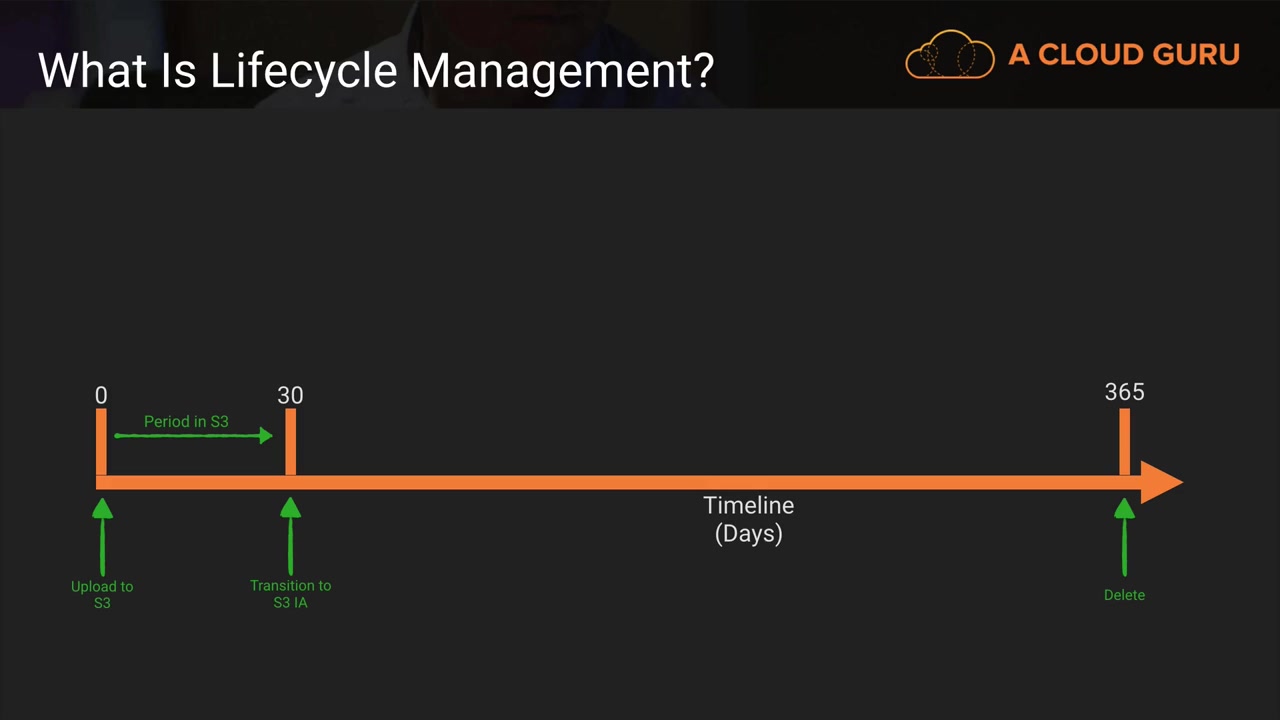 What Is Lifecycle Management?
A CLOUD GURU
0
30
365
Period in S3
Timeline
(Days)
Upload to
S3
Transition to
S3 IA
Delete